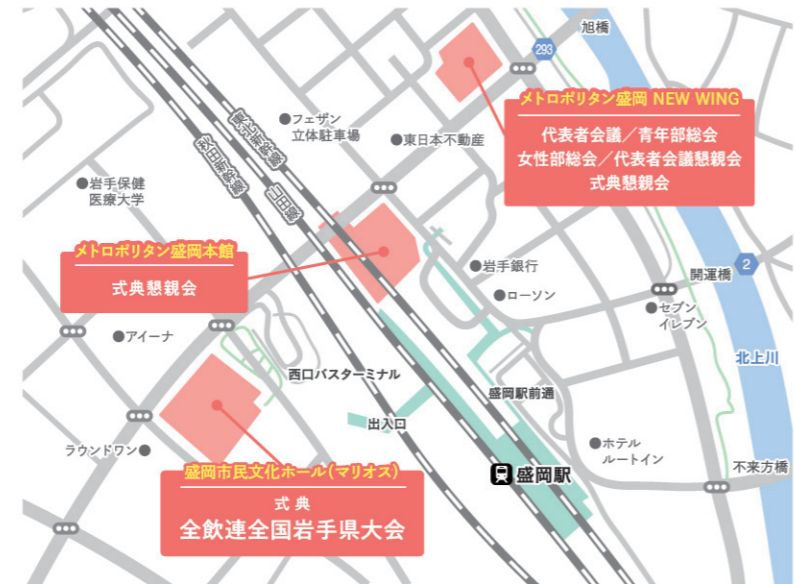 旭橋
293
メトロポリタン盛岡 NEW WING
代表者会議／青年部総会
女性部総会／代表者会議懇親会
式典懇親会
●フェザン
立体駐車場
●東日本不動産
東北新幹線
秋田新幹線
山田線
●岩手保健
医療大学
メトロポリタン盛岡本館
式典懇親会
●岩手銀行
●ローソン
2
開運橋
●セブン
イレブン
北上川
●アイーナ
西口バスターミナル
盛岡駅前通
出入口
ラウンドワン●
●ホテル
ルートイン
不来方橋
盛岡駅
盛岡市民文化ホール（マリオス）
式 典
全飲連全国岩手県大会